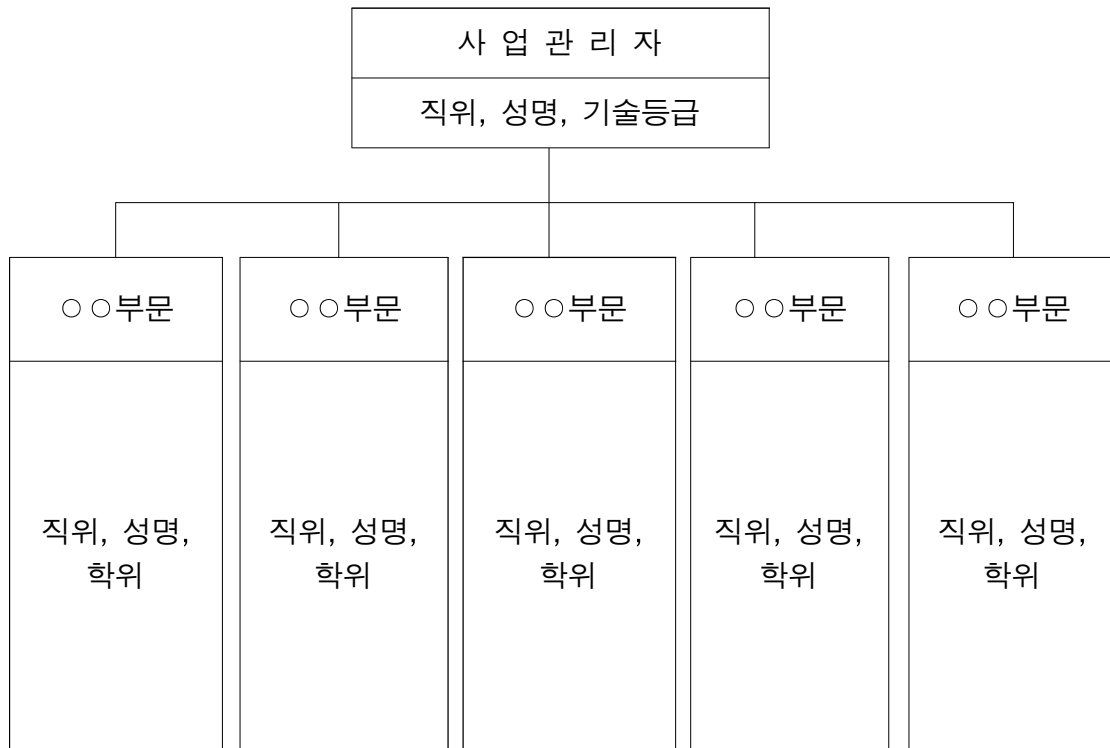 사 업 관 리 자
직위, 성명, 기술등급
○○부문
○○부문
○○부문
○○부문
○○부문
직위, 성명,
학위
직위, 성명,
학위
직위, 성명,
학위
직위, 성명,
학위
직위, 성명,
학위